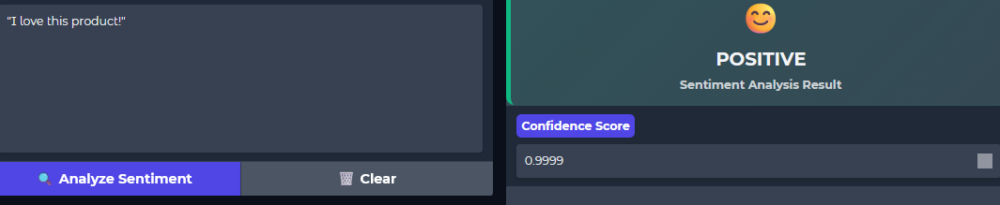 "I love this product!"
Analyze Sentiment
Clear
POSITIVE
Sentiment Analysis Result
Confidence Score
0.9999